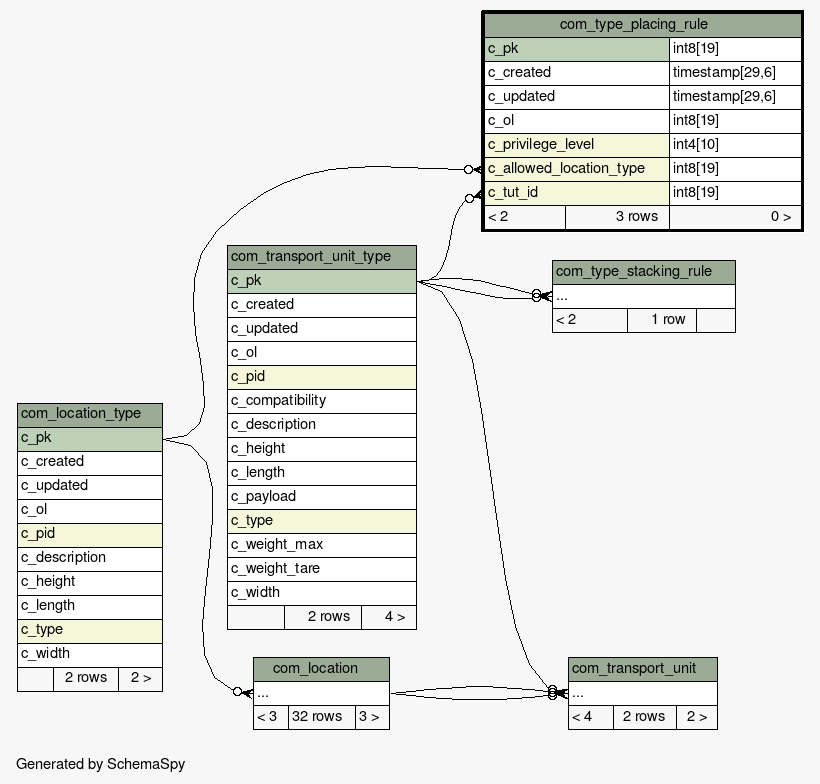 com_type_placing_rule
c_pk int8[19]
c_created timestamp[29,6]
c_updated timestamp[29,6]
c_ol int8[19]
c_privilege_level int4[10]
c_allowed_location_type int8[19]
c_tut_id int8[19]
< 2 3 rows 0 >
com_transport_unit_type
c_pk
c_created
c_updated
c_ol
c_pid
c_compatibility
c_description
c_height
c_length
c_payload
c_type
c_weight_max
c_weight_tare
c_width
2 rows 4 >
com_type_stacking_rule
...
< 2 1 row
com_location_type
c_pk
c_created
c_updated
c_ol
c_pid
c_description
c_height
c_length
c_type
c_width
2 rows 2 >
com_location
...
< 3 32 rows 3 >
com_transport_unit
...
< 4 2 rows 2 >
Generated by SchemaSpy